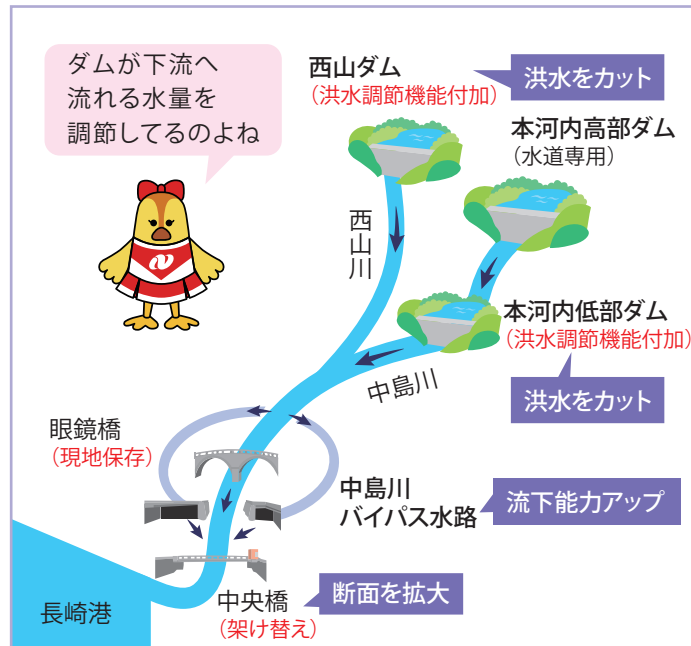 ダムが下流へ
流れる水量を
調節してるのよね
西山ダム
(洪水調節機能付加)
洪水をカット
本河内高部ダム
(水道専用)
西山川
本河内低部ダム
(洪水調節機能付加)
洪水をカット
中島川
眼鏡橋
(現地保存)
中島川
バイパス水路
流下能力アップ
中央橋
(架け替え)
断面を拡大
長崎港